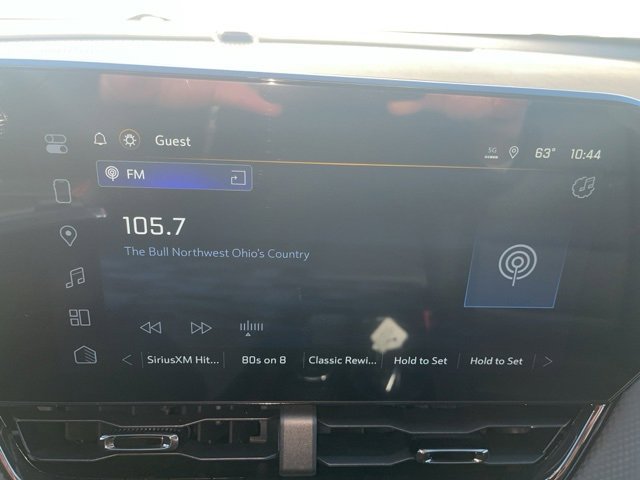 Guest
5G
63°
10:44
FM
105.7
The Bull Northwest Ohio's Country
SiriusXM Hit...
80s on 8
Classic Rewi...
Hold to Set
Hold to Set